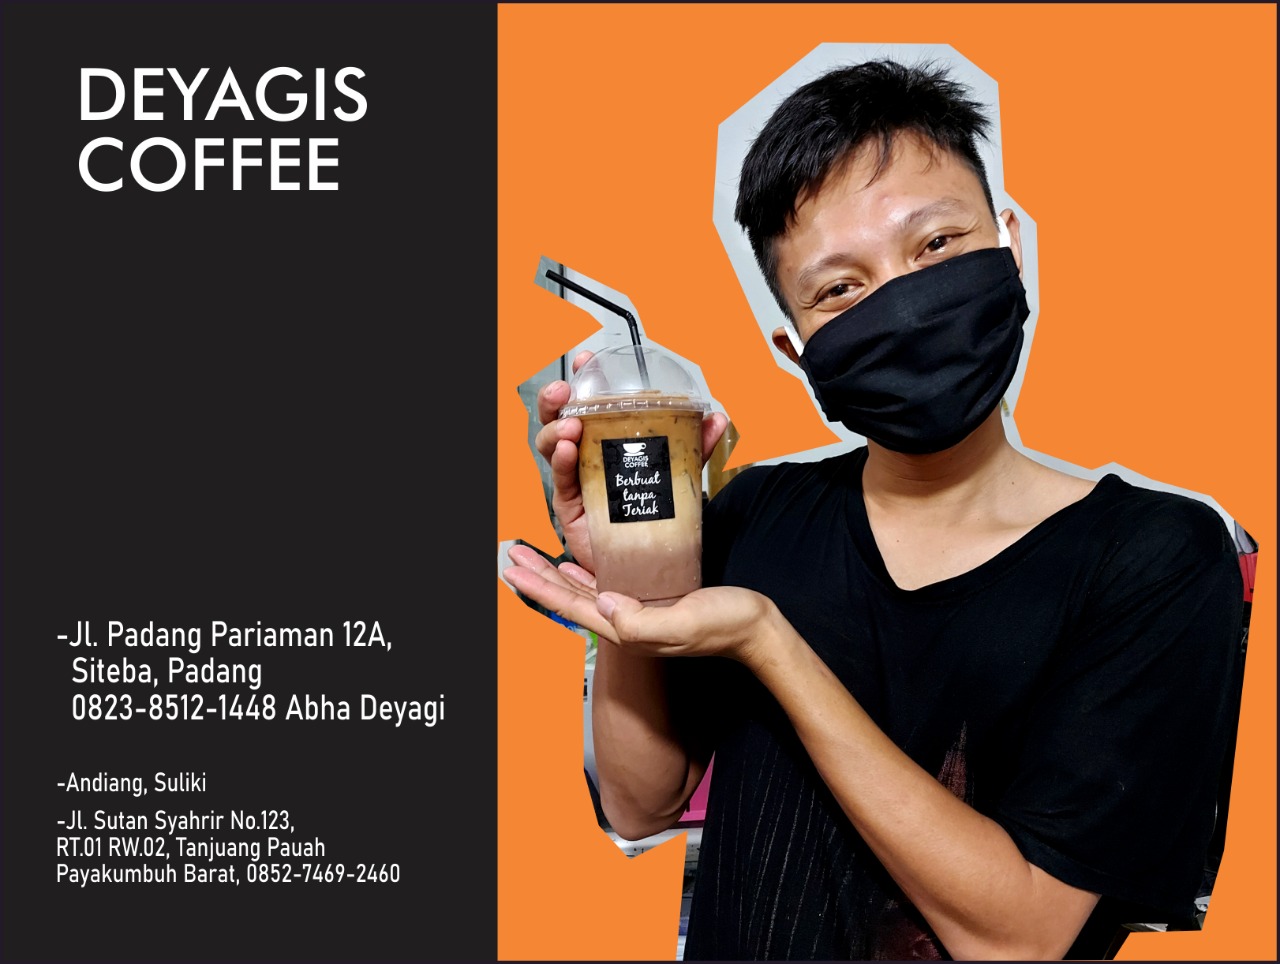 DEYAGIS
COFFEE
-Jl. Padang Pariaman 12A,
Siteba, Padang
0823-8512-1448 Abha Deyagi
-Andiang, Suliki
-Jl. Sutan Syahrir No.123,
RT.01 RW.02, Tanjuang Pauah
Payakumbuh Barat, 0852-7469-2460
DEYAGIS
COFFEE
Berbuat
tanpa
Teriak